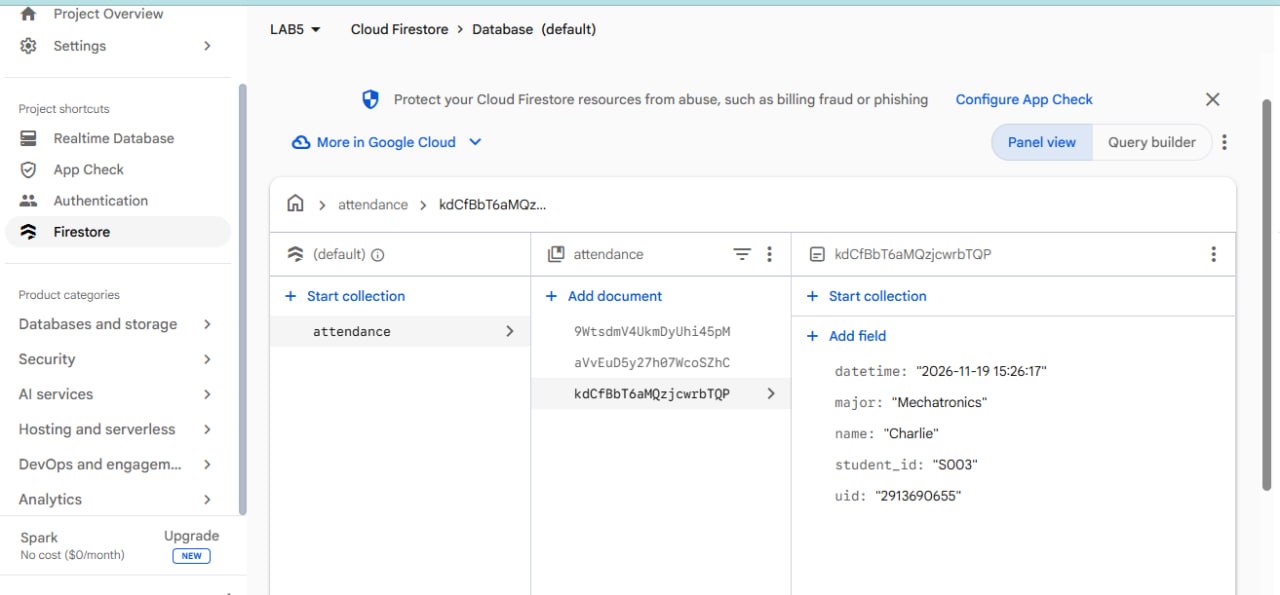 Project Overview
Settings
Project shortcuts
Realtime Database
App Check
Authentication
Firestore
Product categories
Databases and storage
Security
AI services
Hosting and serverless
DevOps and engagem...
Analytics
Spark
No cost ($0/month)
Upgrade
NEW
LAB5
Cloud Firestore > Database (default)
Protect your Cloud Firestore resources from abuse, such as billing fraud or phishing Configure App Check
More in Google Cloud
Panel view
Query builder
attendance > kdCfBbT6aMQz...
(default)
Start collection
attendance
attendance
Add document
9WtsdmV4UkmDyUhi45pM
aVvEuD5y27h07WcoSZhC
kdCfBbT6aMQzjcwrbTQP
kdCfBbT6aMQzjcwrbTQP
Start collection
Add field
datetime: "2026-11-19 15:26:17"
major: "Mechatronics"
name: "Charlie"
student_id: "S003"
uid: "2913690655"